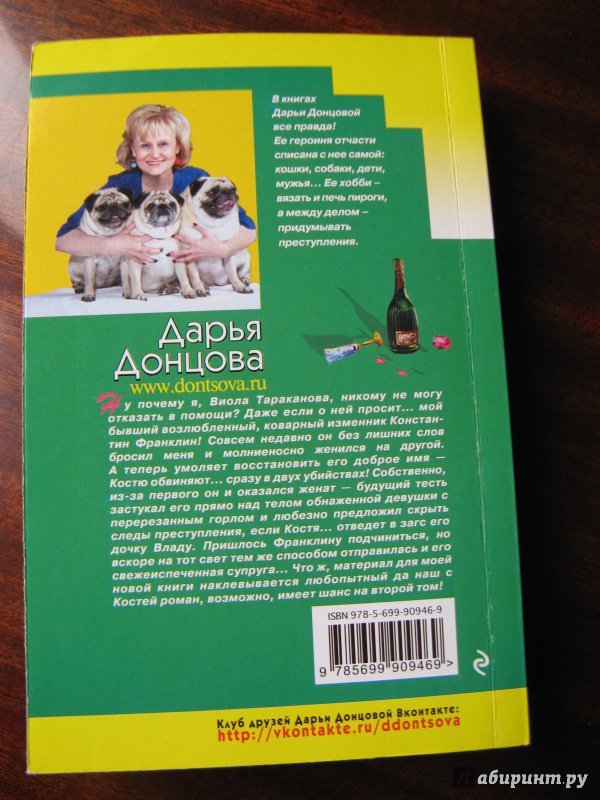 В книгах
Дарьи Донцовой
все правда!
Ее героиня отчасти
списана с нее самой:
кошки, собаки, дети,
мужья... Ее хобби –
вязать и печь пироги,
а между делом –
придумывать
преступления.
Дарья
Донцова
www.dontsova.ru
Ну почему я, Виола Тараканова, никому не могу
отказать в помощи? Даже если о ней просит... мой
бывший возлюбленный, коварный изменник Констан-
тин Франклин! Совсем недавно он без лишних слов
бросил меня и молниеносно женился на другой.
А теперь умоляет восстановить его доброе имя –
Костю обвиняют... сразу в двух убийствах! Собственно,
из-за первого он и оказался женат – будущий тесть
застукал его прямо над телом обнаженной девушки с
перерезанным горлом и любезно предложил скрыть
следы преступления, если Костя... отведет в загс его
дочку Владу. Пришлось Франклину подчиниться, но
вскоре на тот свет тем же способом отправилась и его
свежеиспеченная супруга... Что ж, материал для моей
новой книги наклевывается любопытный да наш с
Костей роман, возможно, имеет шанс на второй том!
ISBN 978-5-699-90946-9
9 785699 909469 >
Клуб друзей Дарьи Донцовой Вконтакте:
http://vkontakte.ru/ddontsova
Лабиринт.ру